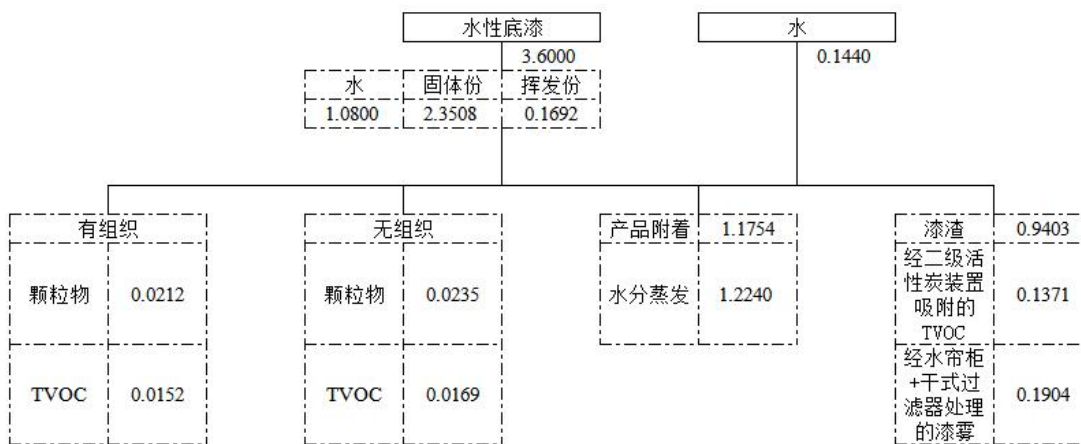 水性底漆
水
3.6000
0.1440
水 固体份 挥发份
1.0800 2.3508 0.1692
有组织
无组织
产品附着 1.1754
漆渣 0.9403
颗粒物 0.0212
颗粒物 0.0235
水分蒸发 1.2240
经二级活
性炭装置
吸附的
TVOC
0.1371
TVOC 0.0152
TVOC 0.0169
经水帘柜
+干式过
滤器处理
的漆雾
0.1904